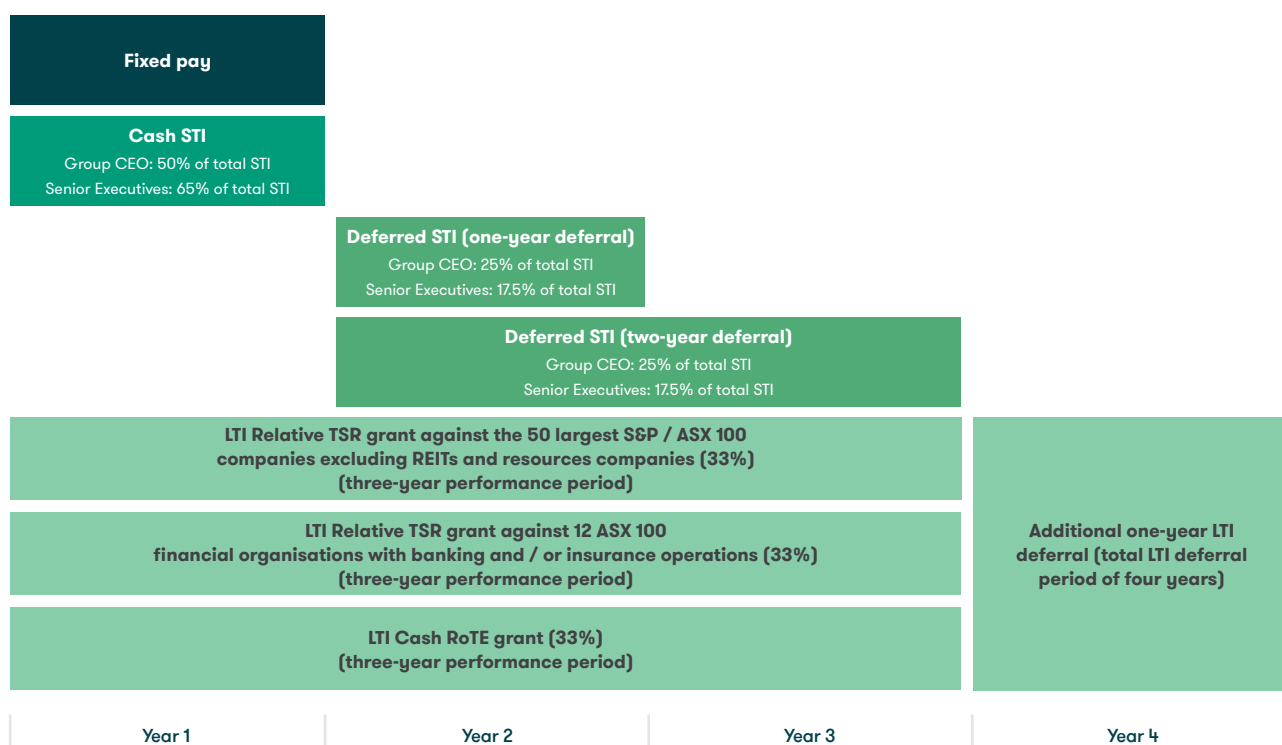 Fixed pay
Cash STI
Group CEO: 50% of total STI
Senior Executives: 65% of total STI
Deferred STI (one-year deferral)
Group CEO: 25% of total STI
Senior Executives: 17.5% of total STI
Deferred STI (two-year deferral)
Group CEO: 25% of total STI
Senior Executives: 17.5% of total STI
LTI Relative TSR grant against the 50 largest S&P / ASX 100
companies excluding REITs and resources companies (33%)
(three-year performance period)
LTI Relative TSR grant against 12 ASX 100
financial organisations with banking and / or insurance operations (33%)
(three-year performance period)
LTI Cash RoTE grant (33%)
(three-year performance period)
Additional one-year LTI
deferral (total LTI deferral
period of four years)
Year 1
Year 2
Year 3
Year 4